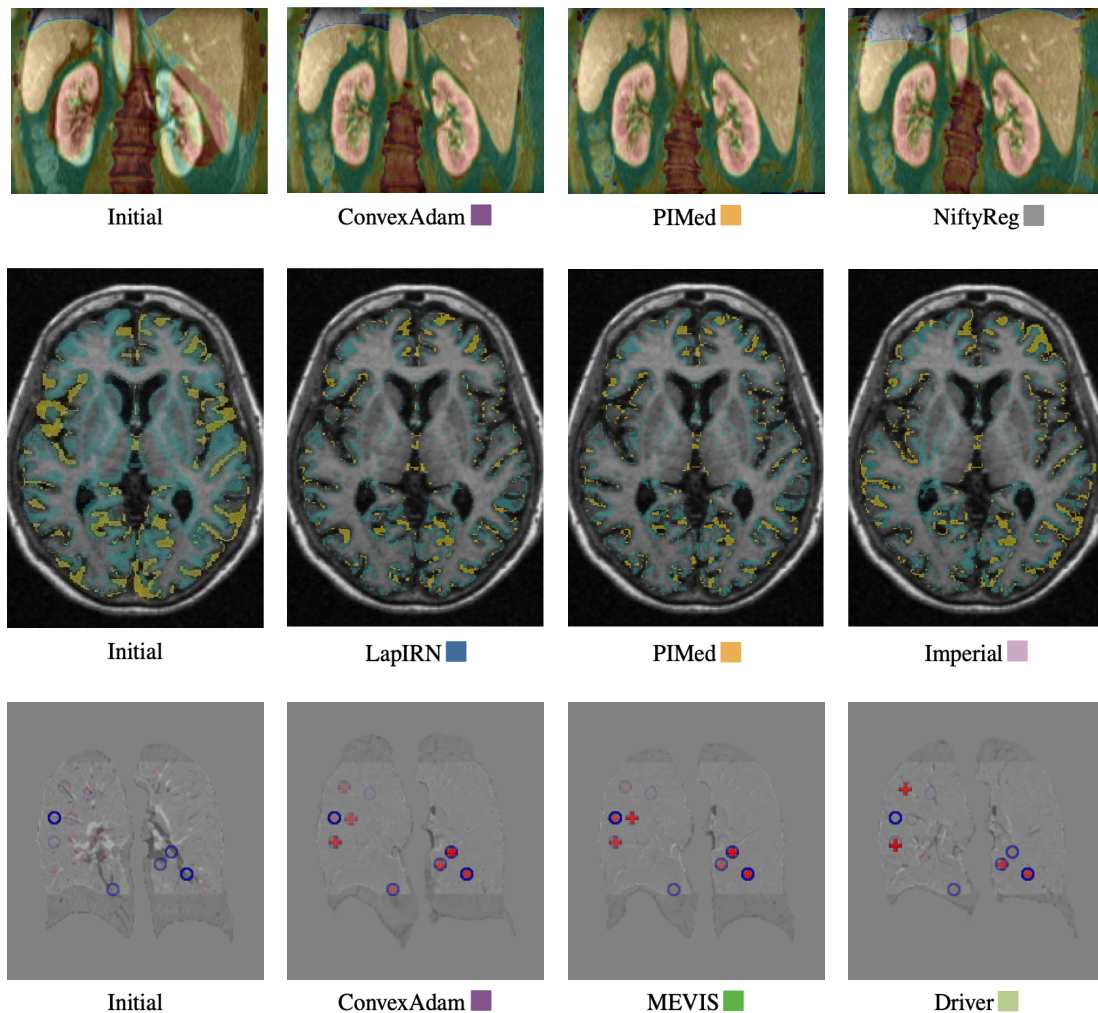 Initial ConvexAdam PIMed NiftyReg
Initial LapIRN PIMed Imperial
Initial ConvexAdam MEVIS Driver